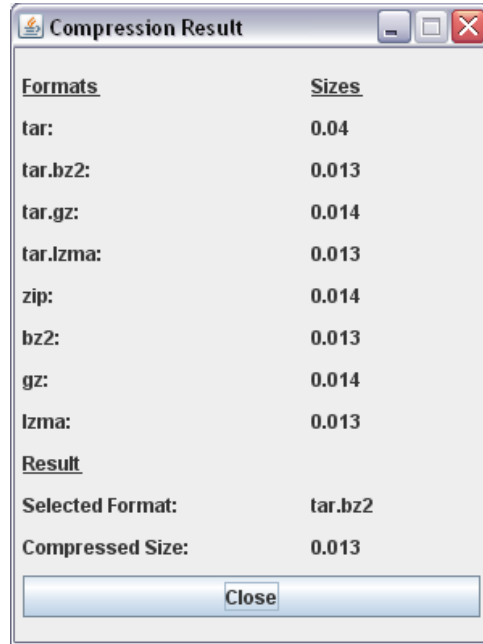 Compression Result
Formats Sizes
tar: 0.04
tar.bz2: 0.013
tar.gz: 0.014
tar.lzma: 0.013
zip: 0.014
bz2: 0.013
gz: 0.014
lzma: 0.013
Result
Selected Format: tar.bz2
Compressed Size: 0.013
Close